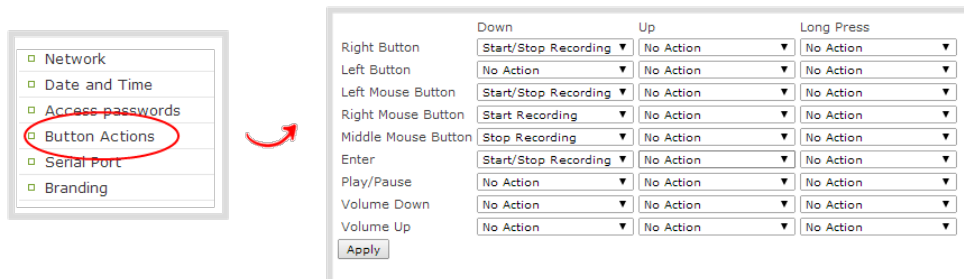 Network
Date and Time
Access passwords
Button Actions
Serial Port
Branding
Down Up Long Press
Right Button Start/Stop Recording No Action No Action
Left Button No Action No Action No Action
Left Mouse Button Start/Stop Recording No Action No Action
Right Mouse Button Start Recording No Action No Action
Middle Mouse Button Stop Recording No Action No Action
Enter Start/Stop Recording No Action No Action
Play/Pause No Action No Action No Action
Volume Down No Action No Action No Action
Volume Up No Action No Action No Action
Apply